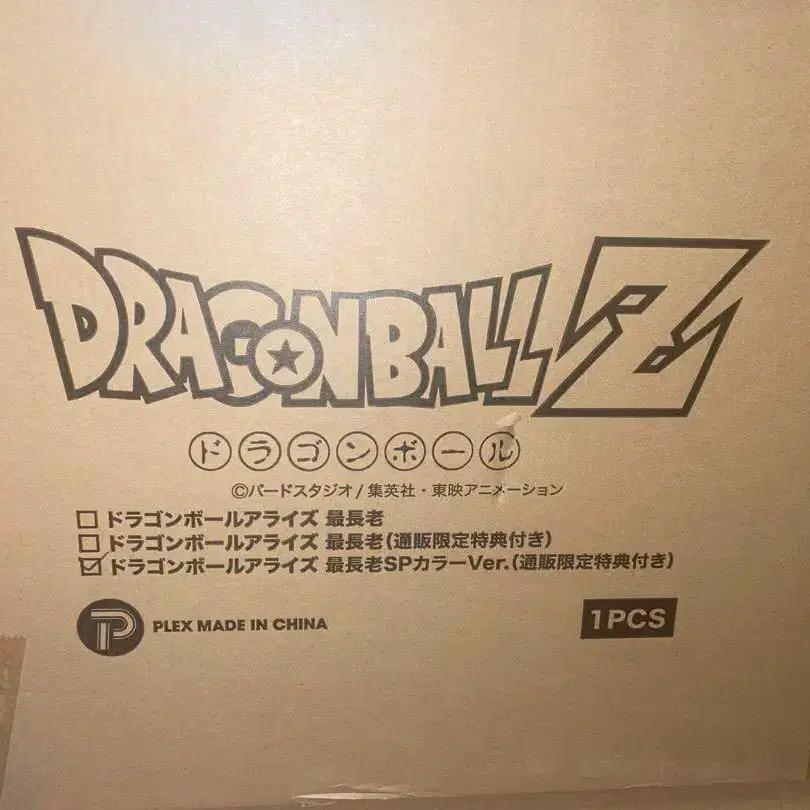 DRAGONBALL Z
ドラゴンボール
©バードスタジオ/集英社・東映アニメーション
☐ ドラゴンボールアライズ 最長老
☐ ドラゴンボールアライズ 最長老(通販限定特典付き)
☑ ドラゴンボールアライズ 最長老SPカラーVer.(通販限定特典付き)
PLEX MADE IN CHINA
1PCS